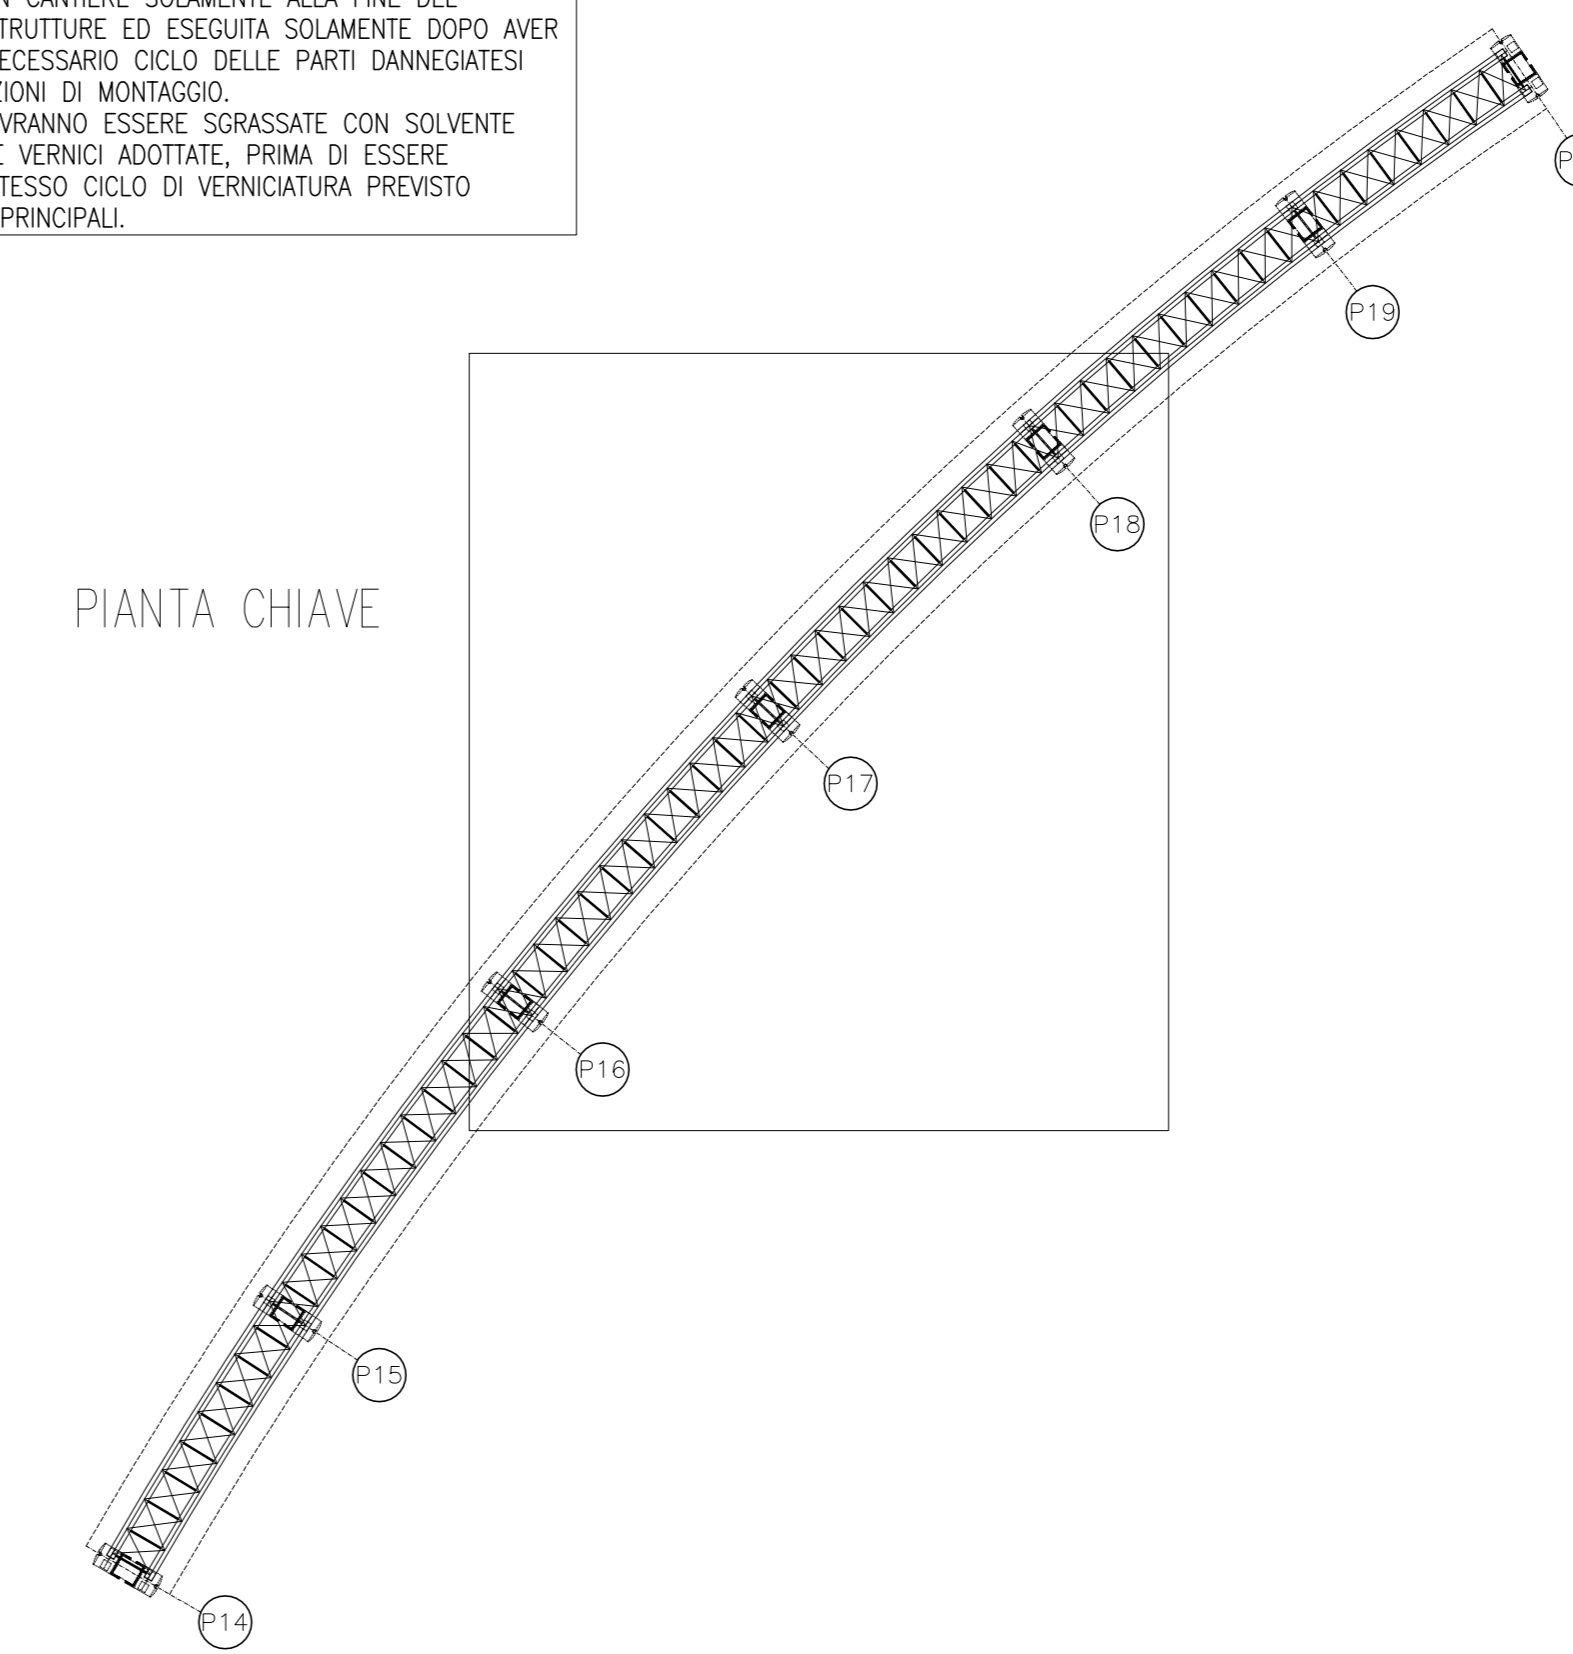 CANTIERE SOLAMENTE ALLA FINE DEL
TRUTTURE ED ESEGUITA SOLAMENTE DOPO AVER
ECESSARIO CICLO DELLE PARTI DANNEGIATESI
ZIONI DI MONTAGGIO.
VRANNO ESSERE SGRASSATE CON SOLVENTE
E VERNICI ADOTTATE, PRIMA DI ESSERE
TESSO CICLO DI VERNICIATURA PREVISTO
PRINCIPALI.
P19
P18
PIANTA CHIAVE
P17
P16
P15
P14